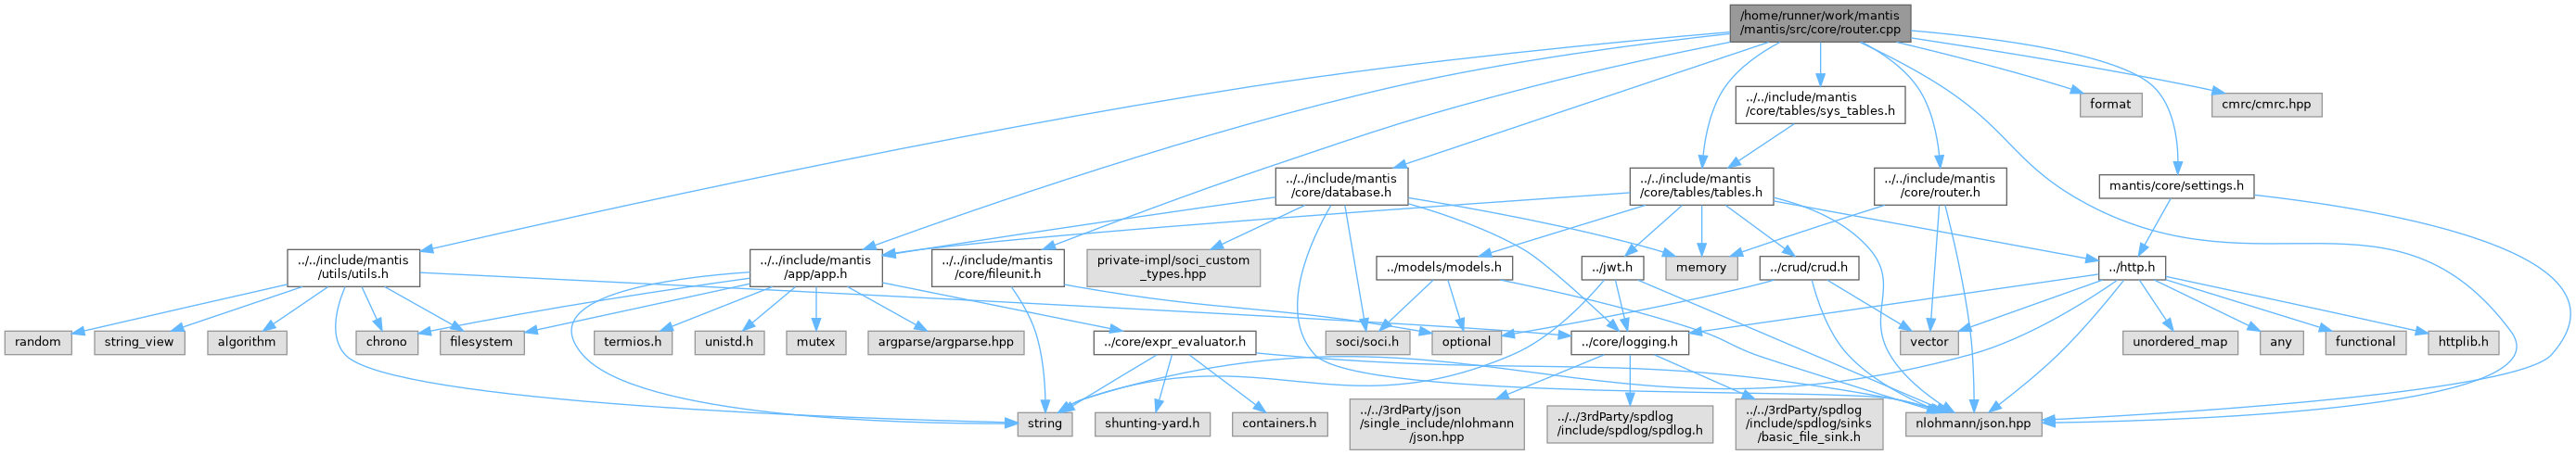 /home/runner/work/mantis
/mantis/src/core/router.cpp
../../include/mantis
/core/tables/sys_tables.h
format
cmrc/cmrc.hpp
../../include/mantis
/core/database.h
../../include/mantis
/core/tables/tables.h
../../include/mantis
/core/router.h
mantis/core/settings.h
../../include/mantis
/utils/utils.h
../../include/mantis
/app/app.h
../../include/mantis
/core/fileunit.h
private-impl/soci_custom
_types.hpp
../models/models.h
../jwt.h
memory
../crud/crud.h
../http.h
random
string_view
algorithm
chrono
filesystem
termios.h
unistd.h
mutex
argparse/argparse.hpp
../core/expr_evaluator.h
soci/soci.h
optional
../core/logging.h
vector
unordered_map
any
functional
httplib.h
string
shunting-yard.h
containers.h
../../3rdParty/json
/single_include/nlohmann
/json.hpp
../../3rdParty/spdlog
/include/spdlog/spdlog.h
../../3rdParty/spdlog
/include/spdlog/sinks
/basic_file_sink.h
nlohmann/json.hpp